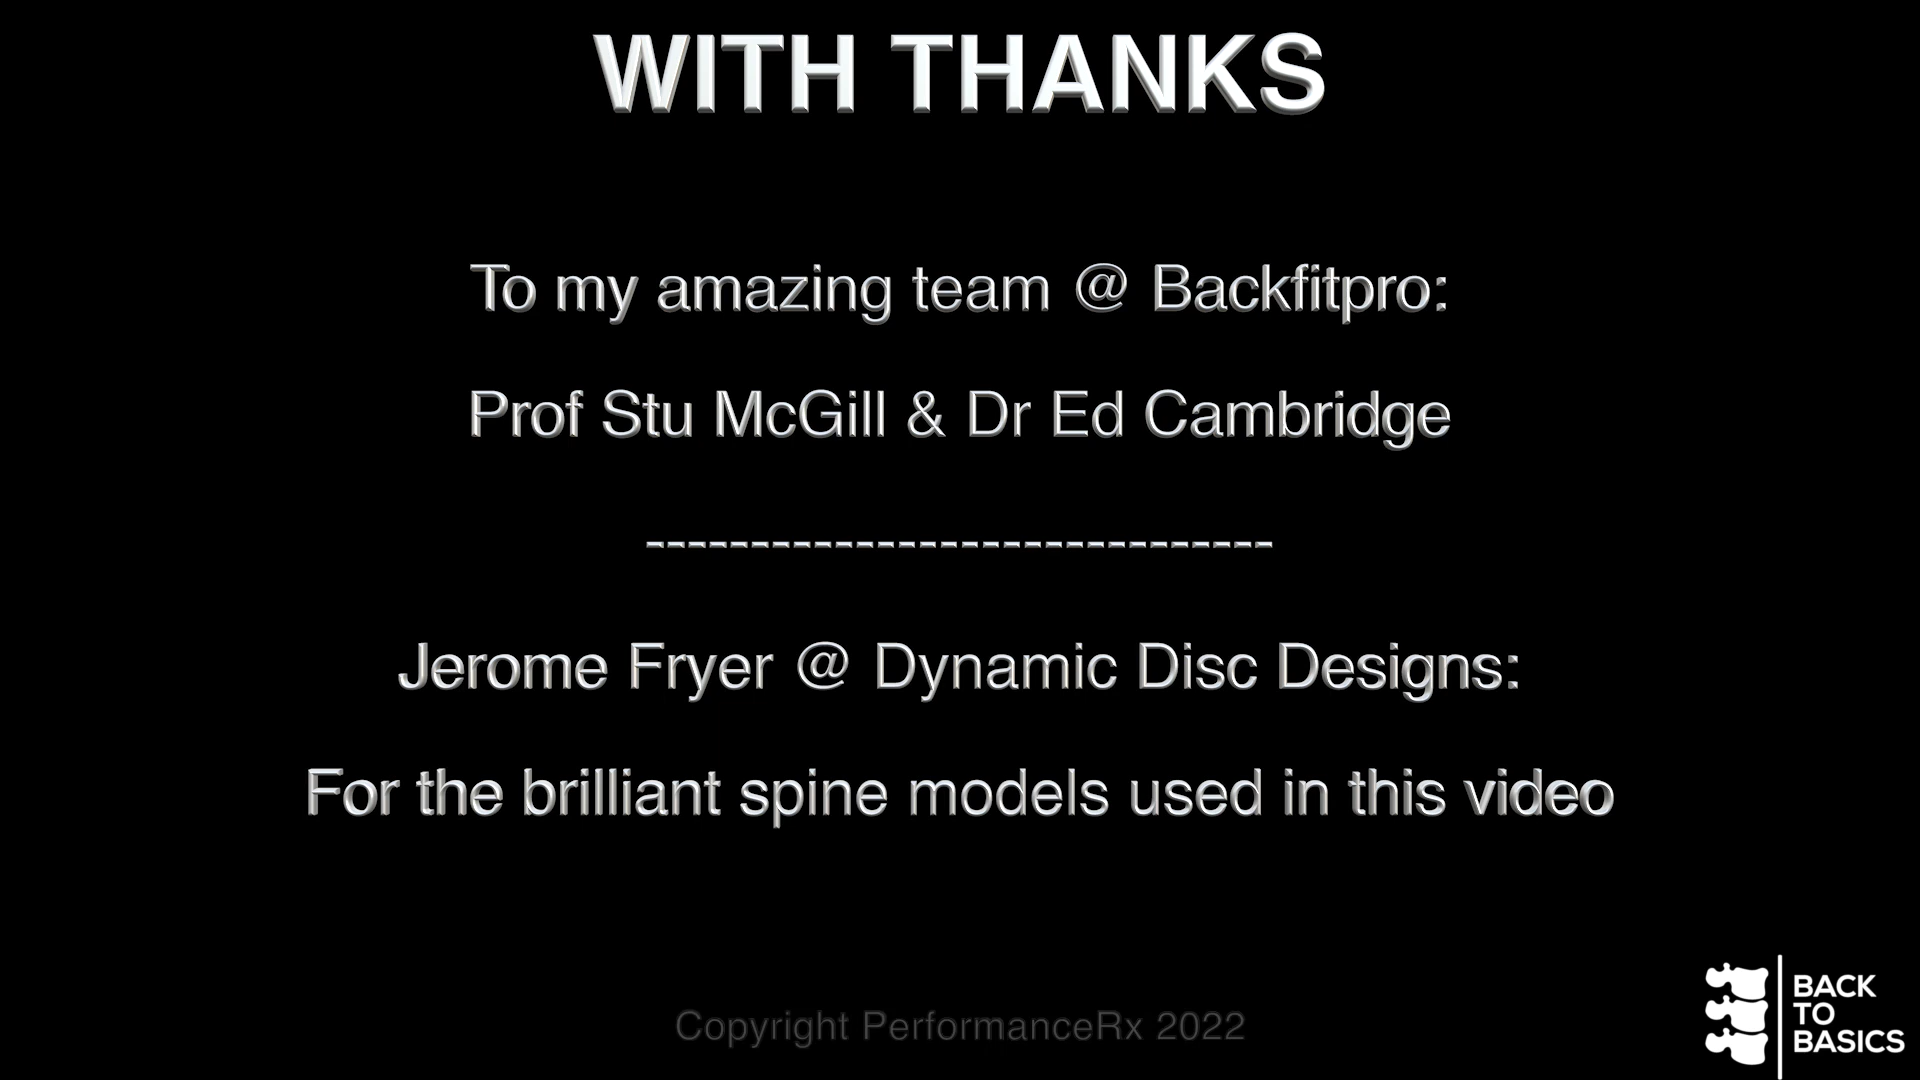 WITH THANKS
To my amazing team @ Backfitpro:
Prof Stu McGill & Dr Ed Cambridge
------------------------------
Jerome Fryer @ Dynamic Disc Designs:
For the brilliant spine models used in this video
Copyright PerformanceRx 2022
BACK
TO
BASICS